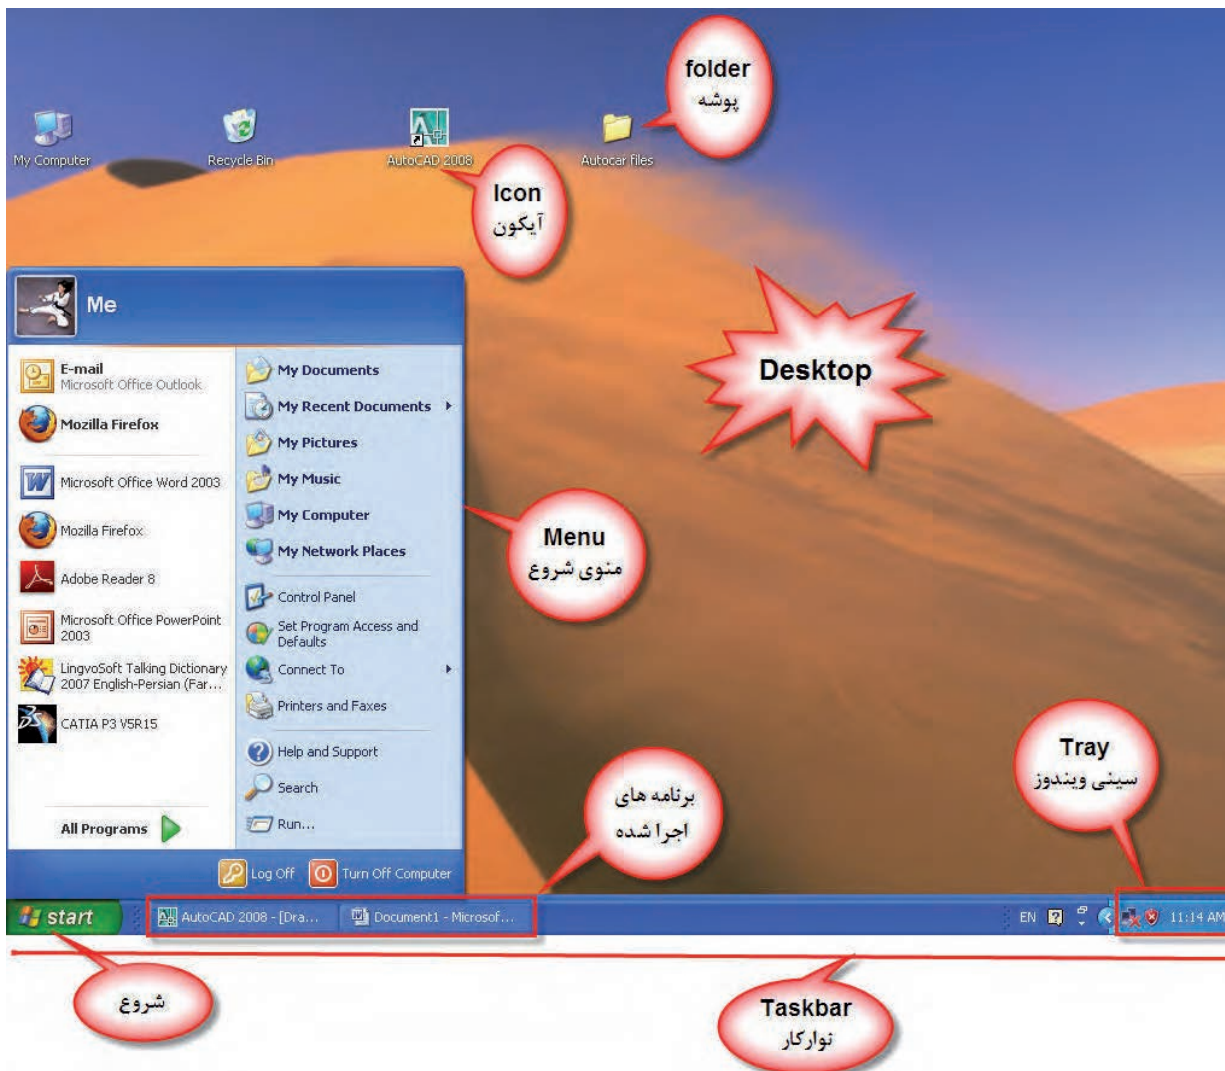 folder
پوشه
My Computer
Recycle Bin
AutoCAD 2008
Autocar files
Icon
آیکون
Me
Desktop
E-mail
Microsoft Office Outlook
Mozilla Firefox
Microsoft Office Word 2003
Mozilla Firefox
Adobe Reader 8
Microsoft Office PowerPoint
2003
LingvoSoft Talking Dictionary
2007 English-Persian (Far...
CATIA P3 V5R15
All Programs
My Documents
My Recent Documents
My Pictures
My Music
My Computer
My Network Places
Control Panel
Set Program Access and
Defaults
Connect To
Printers and Faxes
Help and Support
Search
Run...
Log Off
Turn Off Computer
Menu
منوی شروع
برنامه های
اجرا شده
Tray
سینی ویندوز
start
AutoCAD 2008 - [Dra...
Document1 - Microsof...
EN
11:14 AM
شروع
Taskbar
نوارکار